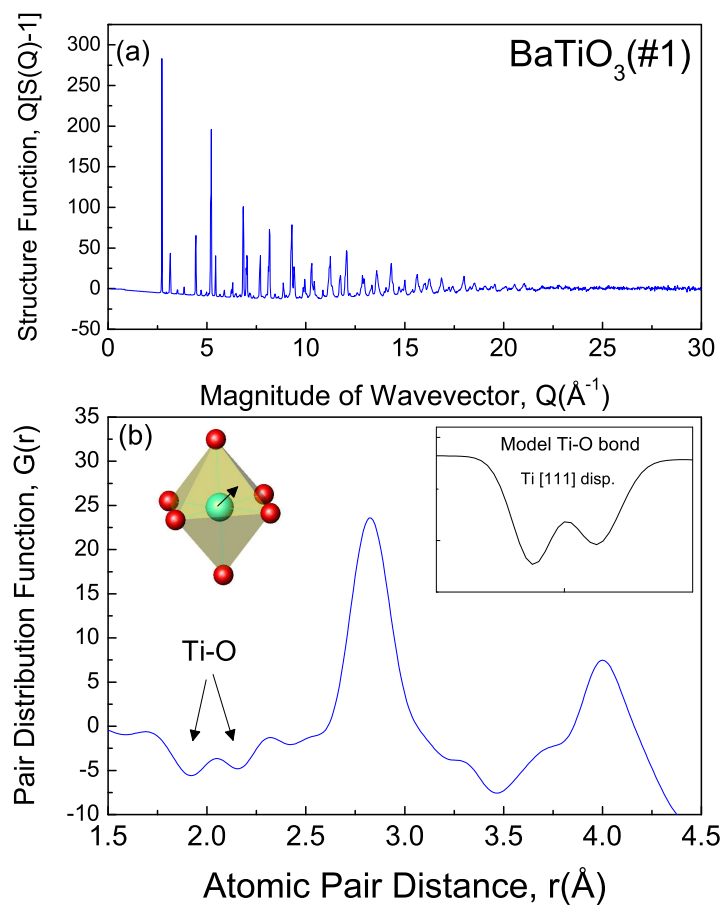 (a)
BaTiO3(#1)
Structure Function, Q[S(Q)-1]
300
250
200
150
100
50
0
-50
0 5 10 15 20 25 30
Magnitude of Wavevector, Q(Å-1)
(b)
Pair Distribution Function, G(r)
35
30
25
20
15
10
5
0
-5
-10
Model Ti-O bond
Ti [111] disp.
Ti-O
1.5 2.0 2.5 3.0 3.5 4.0 4.5
Atomic Pair Distance, r(Å)